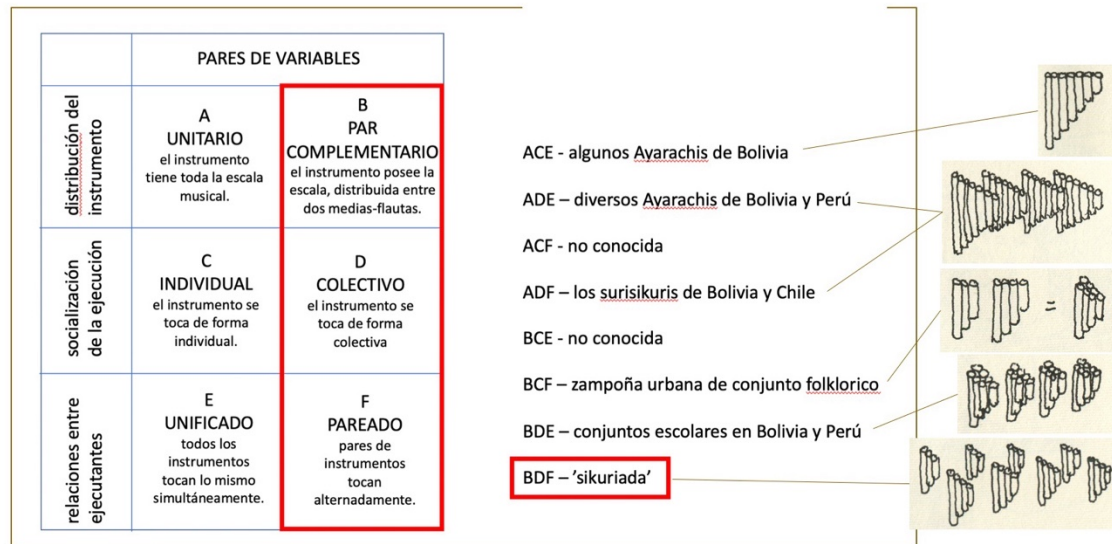 PARES DE VARIABLES
distribución del
instrumento
A
UNITARIO
el instrumento
tiene toda la escala
musical.
B
PAR
COMPLEMENTARIO
el instrumento posee la
escala, distribuida entre
dos medias-flautas.
socialización
de la ejecución
C
INDIVIDUAL
el instrumento se
toca de forma
individual.
D
COLECTIVO
el instrumento se
toca de forma
colectiva
relaciones entre
ejecutantes
E
UNIFICADO
todos los
instrumentos
tocan lo mismo
simultáneamente.
F
PAREADO
pares de
instrumentos
tocan
alternadamente.
ACE - algunos Ayarachis de Bolivia
ADE – diversos Ayarachis de Bolivia y Perú
ACF - no conocida
ADF – los surisikuris de Bolivia y Chile
BCE - no conocida
BCF – zampoña urbana de conjunto folklorico
BDE – conjuntos escolares en Bolivia y Perú
BDF – ’sikuriada’
=